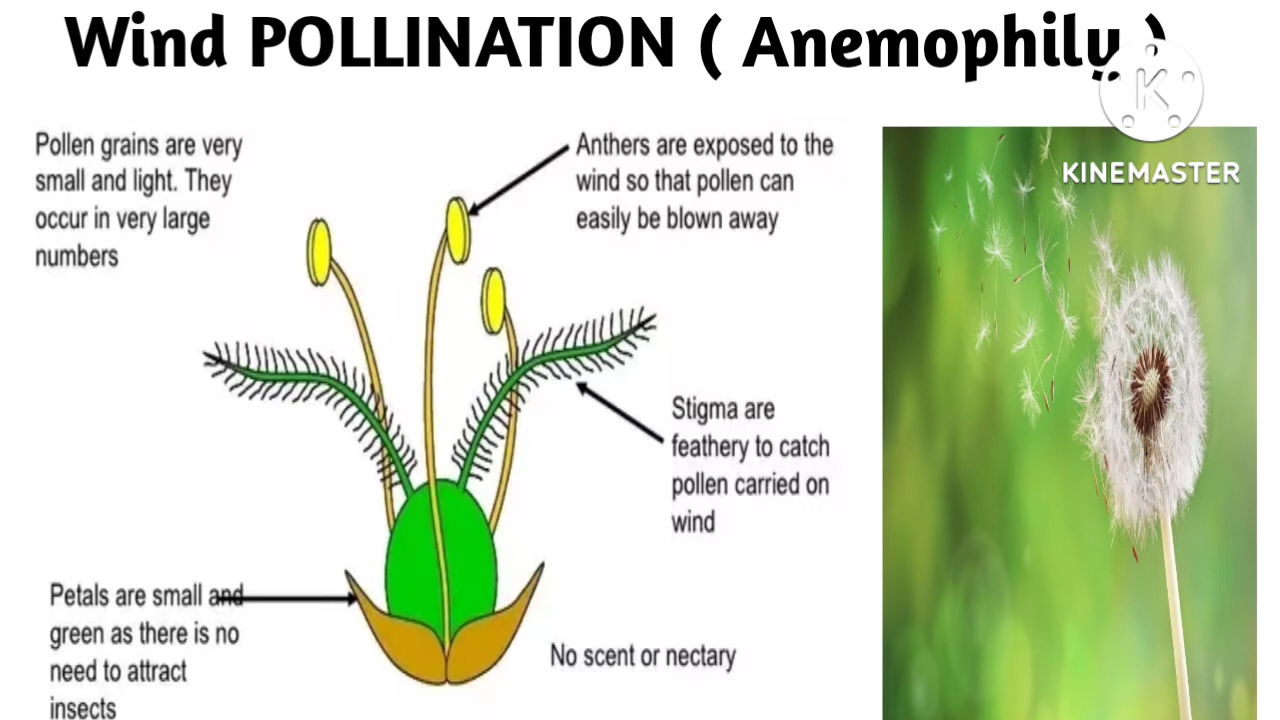 Wind POLLINATION ( Anemophily )
K
KINEMASTER
Pollen grains are very
small and light. They
occur in very large
numbers
Anthers are exposed to the
wind so that pollen can
easily be blown away
Stigma are
feathery to catch
pollen carried on
wind
Petals are small and
green as there is no
need to attract
insects
No scent or nectary